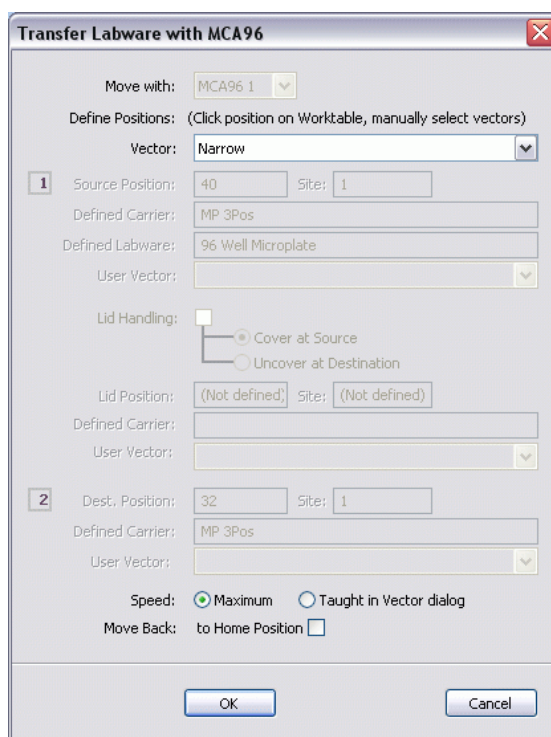 Transfer Labware with MCA96
Move with: MCA96 1
Define Positions: (Click position on Worktable, manually select vectors)
Vector: Narrow
1 Source Position: 40 Site: 1
Defined Carrier: MP 3Pos
Defined Labware: 96 Well Microplate
User Vector:
Lid Handling:
Cover at Source
Uncover at Destination
Lid Position: (Not defined) Site: (Not defined)
Defined Carrier:
User Vector:
2 Dest. Position: 32 Site: 1
Defined Carrier: MP 3Pos
User Vector:
Speed: Maximum Taught in Vector dialog
Move Back: to Home Position
OK Cancel